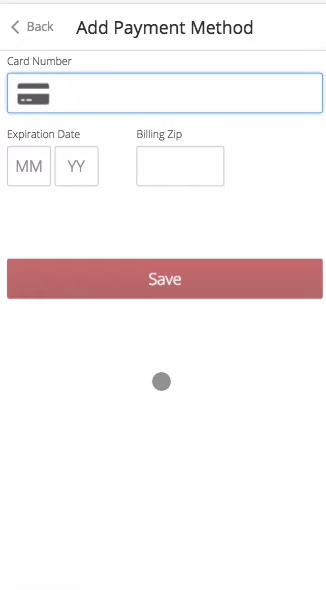 Back Add Payment Method
Card Number
Expiration Date Billing Zip
MM YY
Save